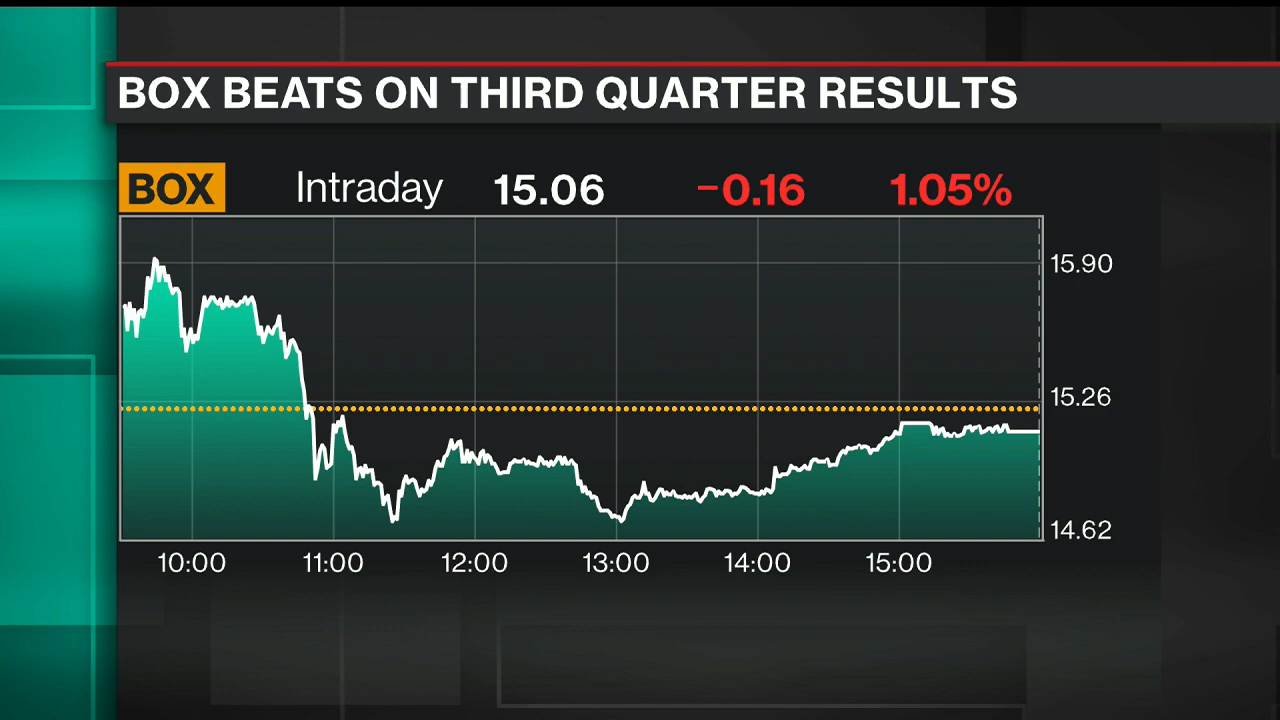 BOX BEATS ON THIRD QUARTER RESULTS
BOX Intraday 15.06 −0.16 1.05%
15.90
15.26
14.62
10:00 11:00 12:00 13:00 14:00 15:00